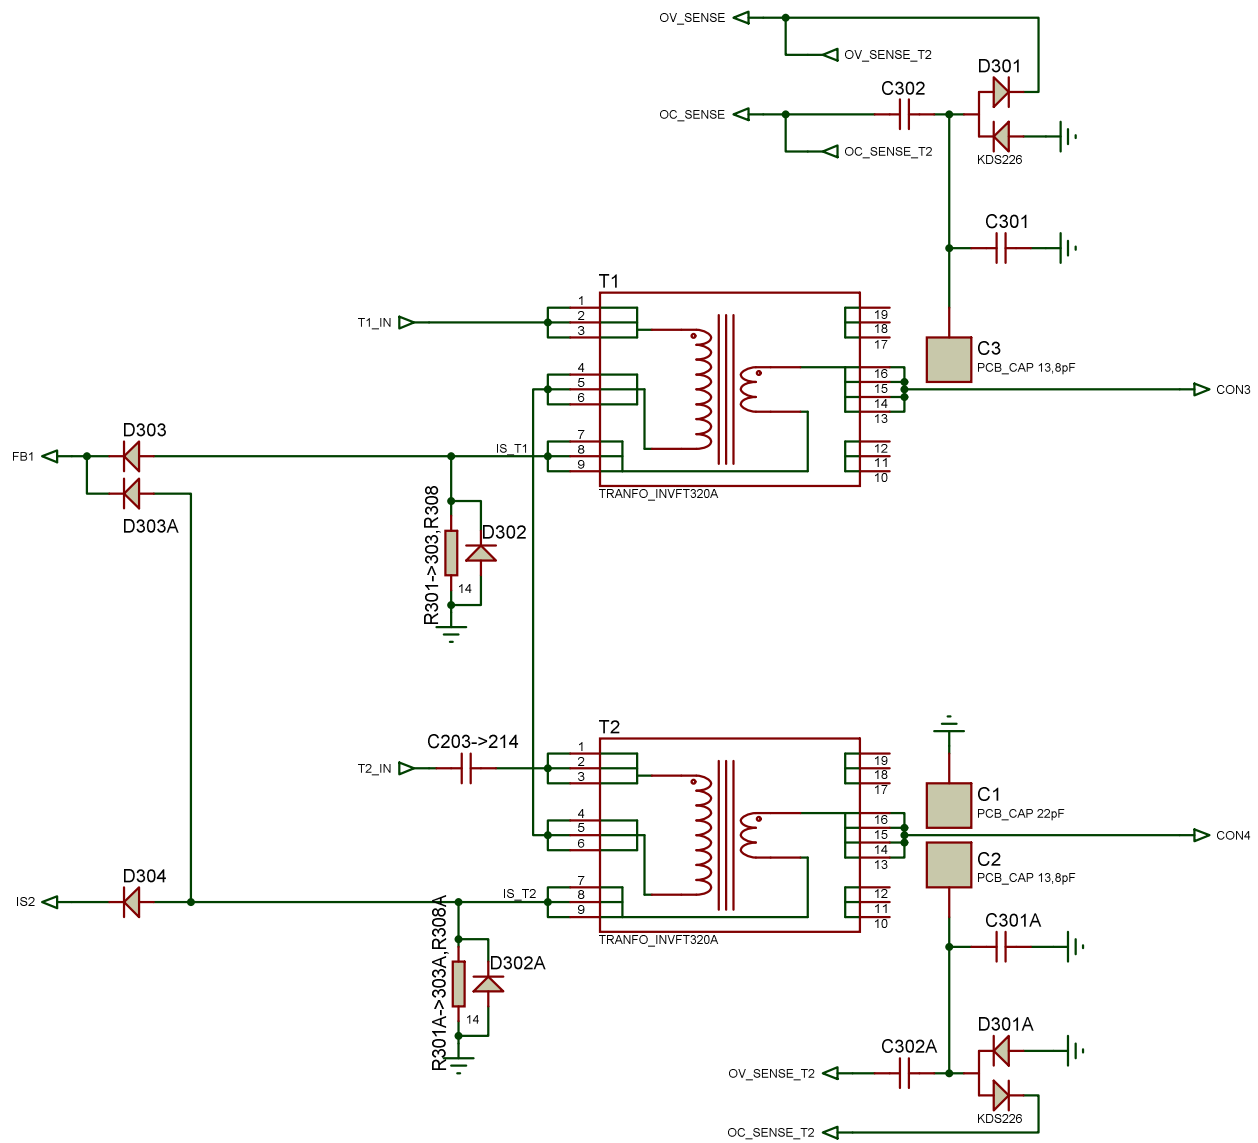 OV_SENSE
OV_SENSE_T2
D301
C302
OC_SENSE
OC_SENSE_T2
KDS226
C301
T1
1
2
3
4
5
6
7
8
9
19
18
17
16
15
14
13
12
11
10
T1_IN
C3
PCB_CAP 13,8pF
CON3
D303
FB1
IS_T1
D303A
TRANFO_INVFT320A
R301->303,R308
D302
14
T2
C203->214
T2_IN
1
2
3
4
5
6
7
8
9
19
18
17
16
15
14
13
12
11
10
C1
PCB_CAP 22pF
CON4
C2
PCB_CAP 13,8pF
D304
IS2
IS_T2
TRANFO_INVFT320A
R301A->303A,R308A
D302A
14
C301A
D301A
C302A
OV_SENSE_T2
KDS226
OC_SENSE_T2